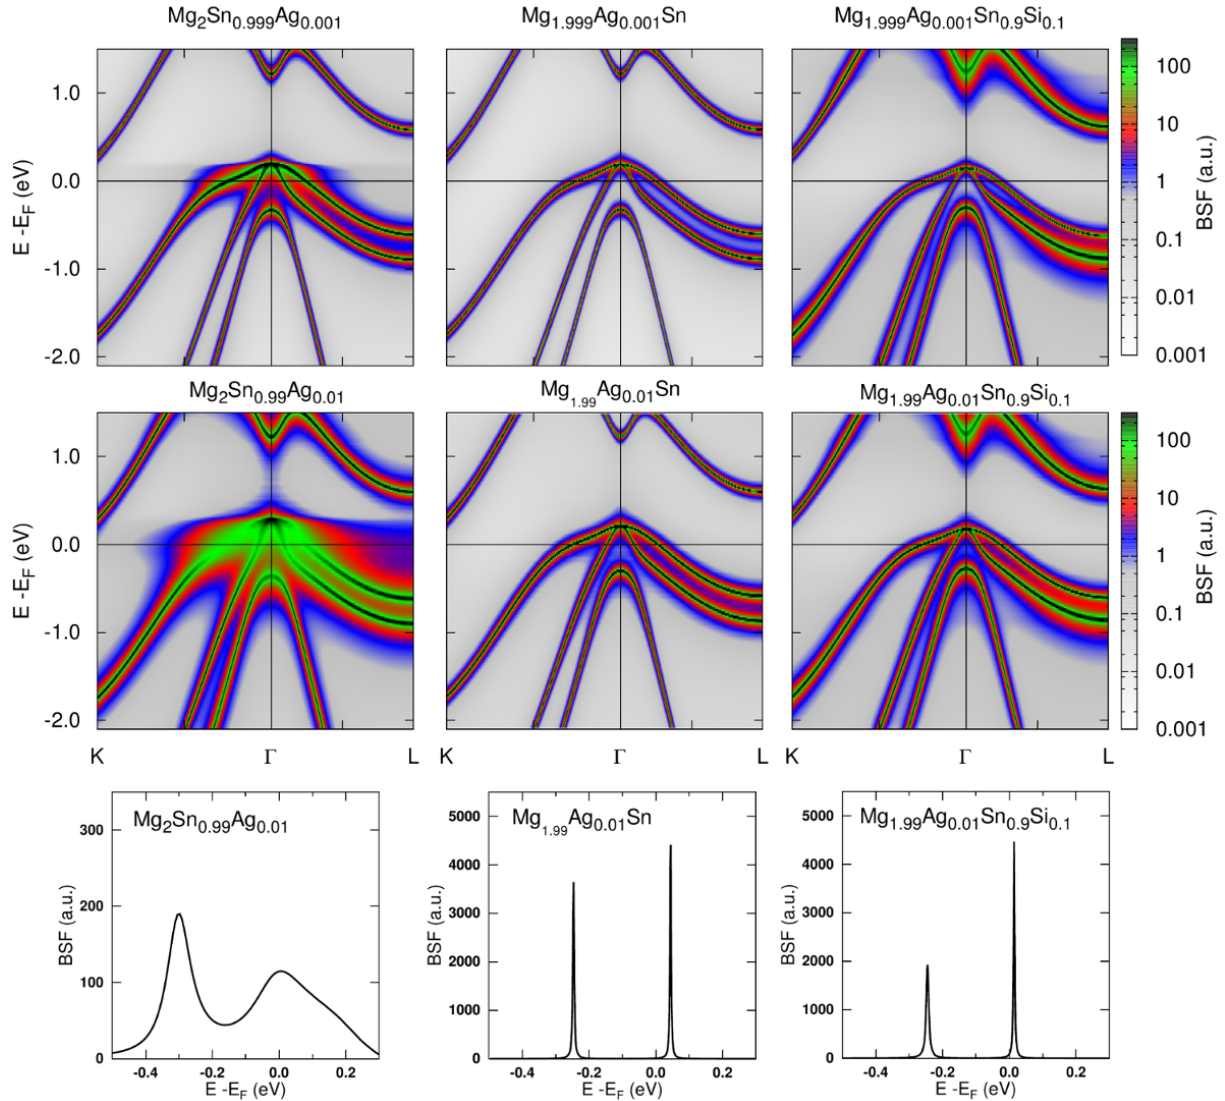 Mg2Sn0.999Ag0.001
Mg1.999Ag0.001Sn
Mg1.999Ag0.001Sn0.9Si0.1
E -EF (eV)
1.0
0.0
-1.0
-2.0
BSF (a.u.)
100
10
1
0.1
0.01
0.001
Mg2Sn0.99Ag0.01
Mg1.99Ag0.01Sn
Mg1.99Ag0.01Sn0.9Si0.1
E -EF (eV)
1.0
0.0
-1.0
-2.0
BSF (a.u.)
100
10
1
0.1
0.01
0.001
K Γ L
K Γ L
K Γ L
Mg2Sn0.99Ag0.01
BSF (a.u.)
300
200
100
0
-0.4 -0.2 0.0 0.2
E -EF (eV)
Mg1.99Ag0.01Sn
BSF (a.u.)
5000
4000
3000
2000
1000
0
-0.4 -0.2 0.0 0.2
E -EF (eV)
Mg1.99Ag0.01Sn0.9Si0.1
BSF (a.u.)
5000
4000
3000
2000
1000
0
-0.4 -0.2 0.0 0.2
E -EF (eV)